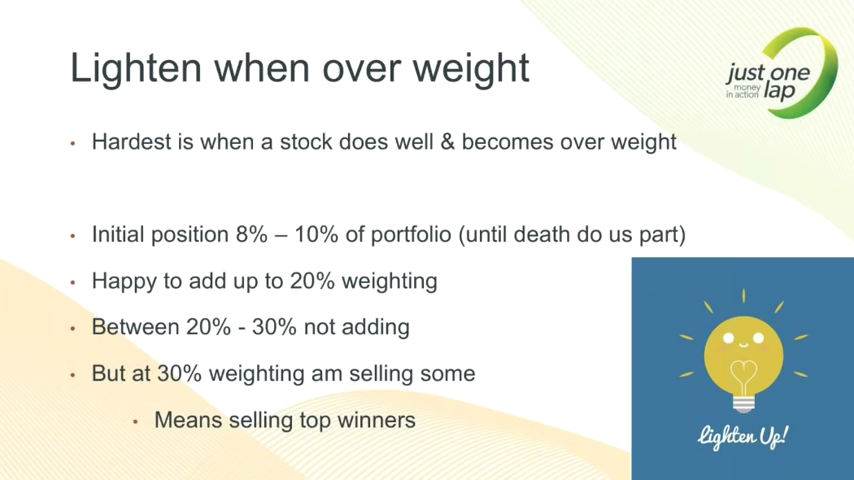 Lighten when over weight
just one
money
in action lap
• Hardest is when a stock does well & becomes over weight
• Initial position 8% – 10% of portfolio (until death do us part)
• Happy to add up to 20% weighting
• Between 20% - 30% not adding
• But at 30% weighting am selling some
• Means selling top winners
Lighten Up!